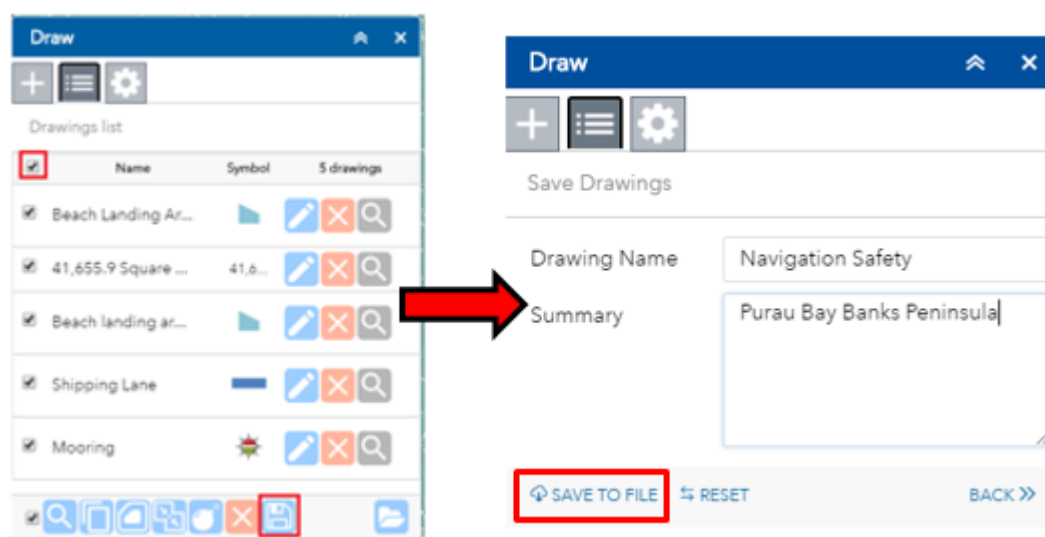 Draw
Drawings list
Name Symbol 5 drawings
Beach Landing Ar...
41,655.9 Square ... 41,6...
Beach landing ar...
Shipping Lane
Mooring
Draw
Save Drawings
Drawing Name Navigation Safety
Summary Purau Bay Banks Peninsula
SAVE TO FILE RESET BACK